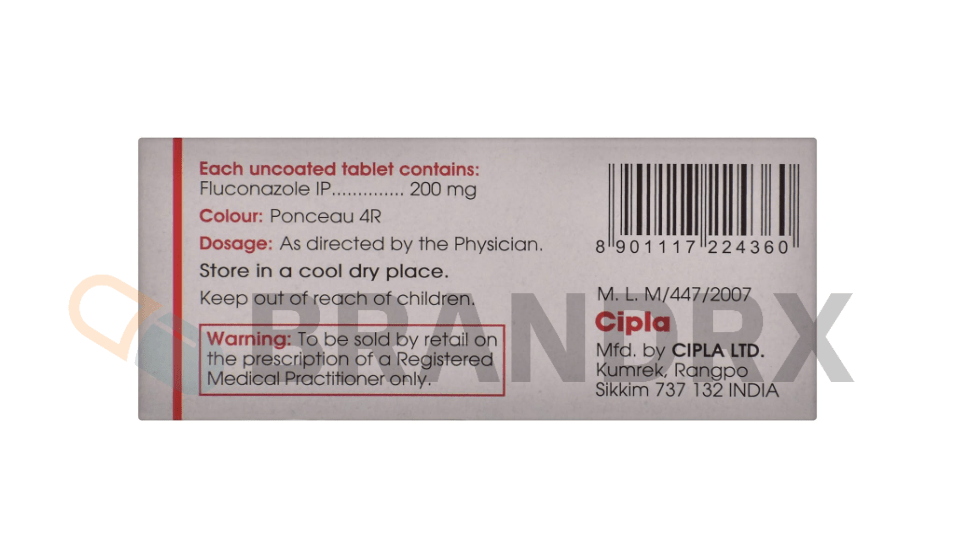 Each uncoated tablet contains:
Fluconazole IP.............. 200 mg
Colour: Ponceau 4R
Dosage: As directed by the Physician.
Store in a cool dry place.
Keep out of reach of children.
Warning: To be sold by retail on
the prescription of a Registered
Medical Practitioner only.
8 901117 224360
M. L. M/447/2007
Cipla
Mfd. by CIPLA LTD.
Kumrek, Rangpo
Sikkim 737 132 INDIA
BRANDRX